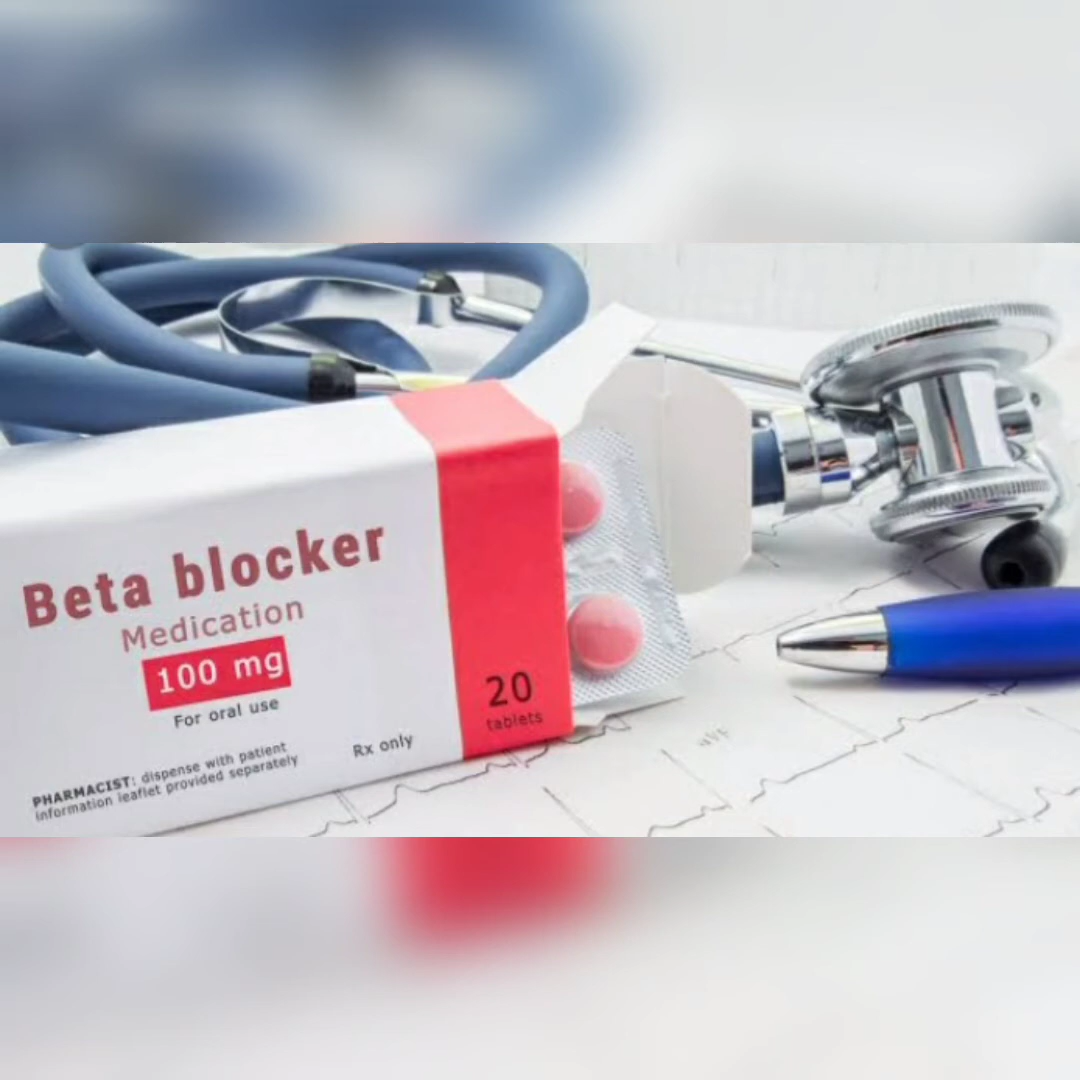 Beta blocker
Medication
100 mg
For oral use
PHARMACIST: dispense with patient
information leaflet provided separately
Rx only
20
tablets
aVF